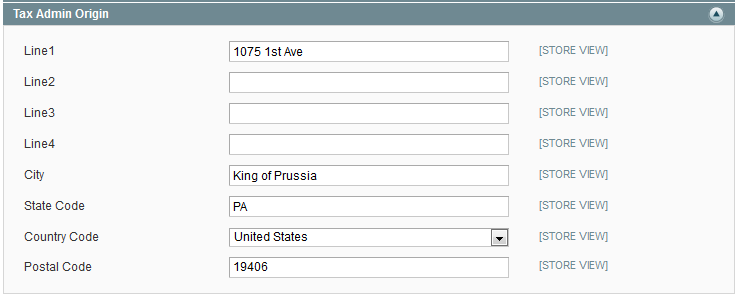 Tax Admin Origin
Line1 1075 1st Ave [STORE VIEW]
Line2 [STORE VIEW]
Line3 [STORE VIEW]
Line4 [STORE VIEW]
City King of Prussia [STORE VIEW]
State Code PA [STORE VIEW]
Country Code United States [STORE VIEW]
Postal Code 19406 [STORE VIEW]